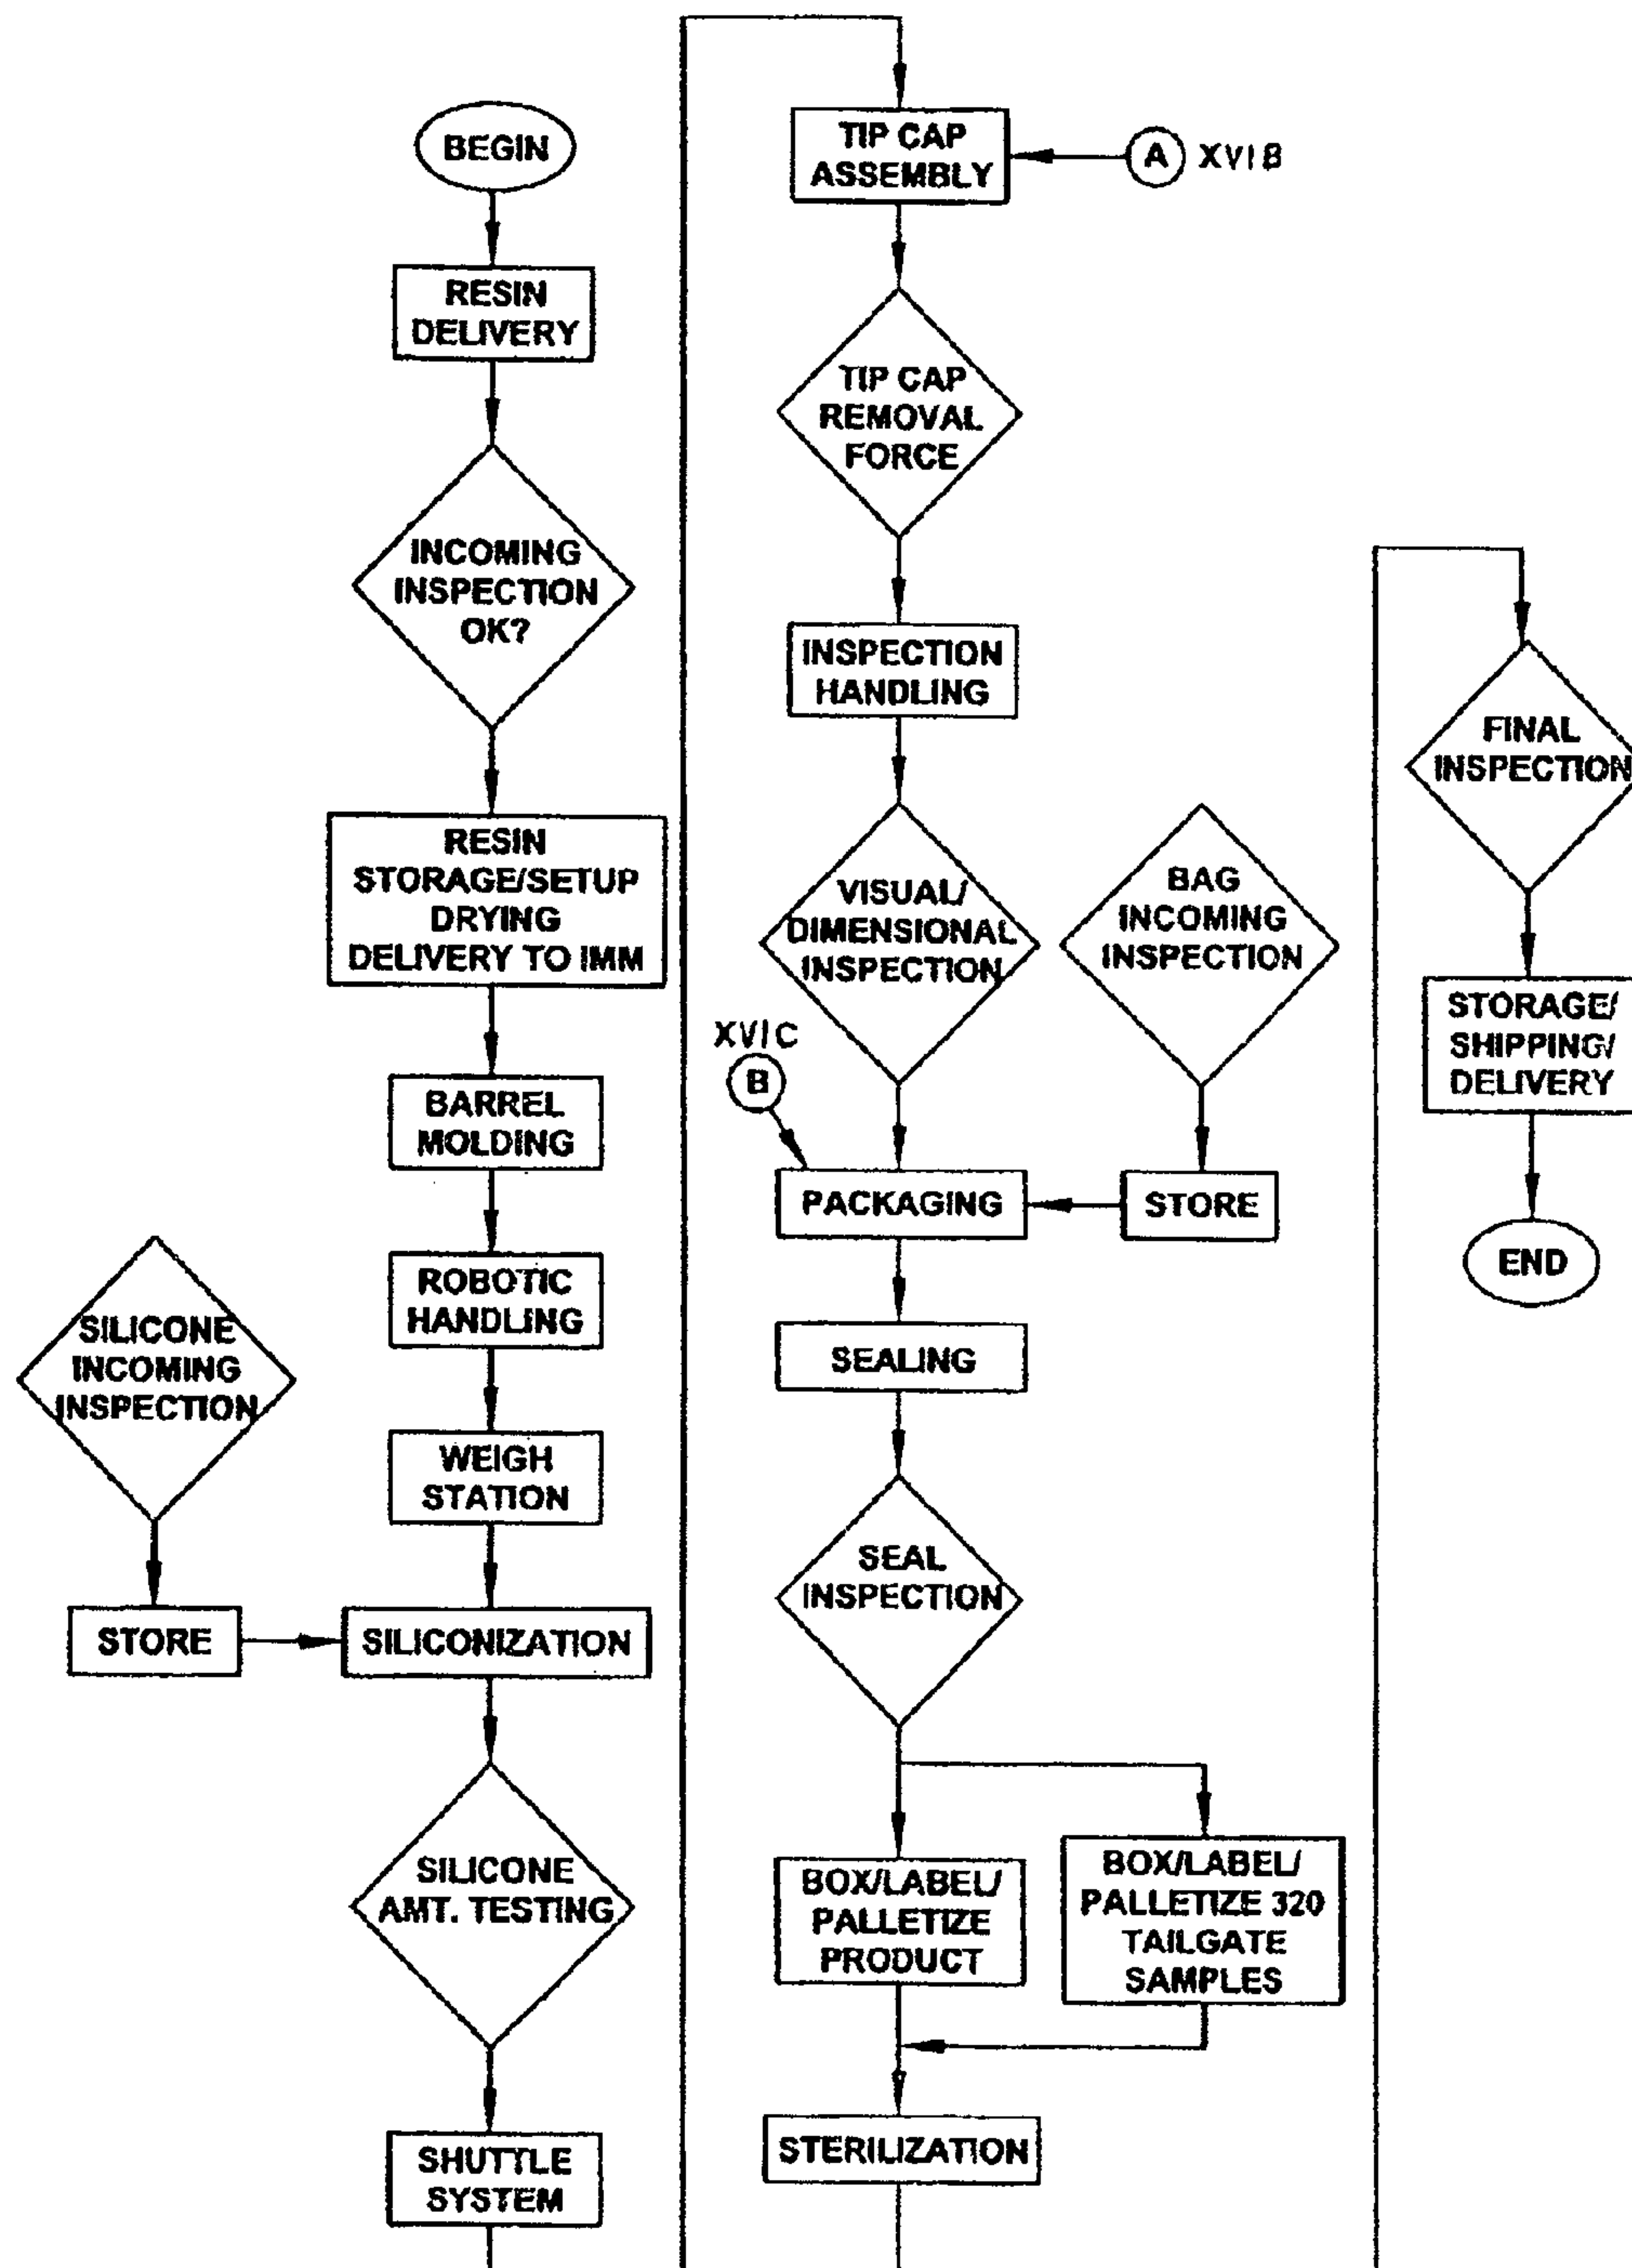 BEGIN
RESIN
DELIVERY
INCOMING
INSPECTION
OK?
RESIN
STORAGE/SETUP
DRYING
DELIVERY TO IMM
BARREL
MOLDING
ROBOTIC
HANDLING
WEIGH
STATION
SILICONE
INCOMING
INSPECTION
STORE
SILICONIZATION
SILICONE
AMT. TESTING
SHUTTLE
SYSTEM
TIP CAP
ASSEMBLY
A XVIB
TIP CAP
REMOVAL
FORCE
INSPECTION
HANDLING
VISUAL/
DIMENSIONAL
INSPECTION
BAG
INCOMING
INSPECTION
XVIC
B
PACKAGING
STORE
SEALING
SEAL
INSPECTION
BOX/LABEL/
PALLETIZE
PRODUCT
BOX/LABEL/
PALLETIZE 320
TAILGATE
SAMPLES
STERILIZATION
FINAL
INSPECTION
STORAGE/
SHIPPING/
DELIVERY
END